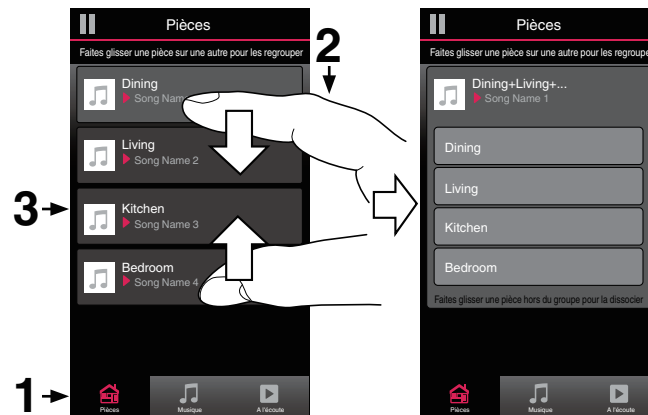 Pièces
Faites glisser une pièce sur une autre pour les regrouper
2
Dining
Song Nam
Living
Song Name 2
3
Kitchen
Song Name 3
Bedroom
Song Name 4
1
Pièces
Musique
A l'écoute
Pièces
Faites glisser une pièce sur une autre pour les regroupe
Dining+Living+...
Song Name 1
Dining
Living
Kitchen
Bedroom
Faites glisser une pièce hors du groupe pour la dissocier
Pièces
Musique
A l'écoute